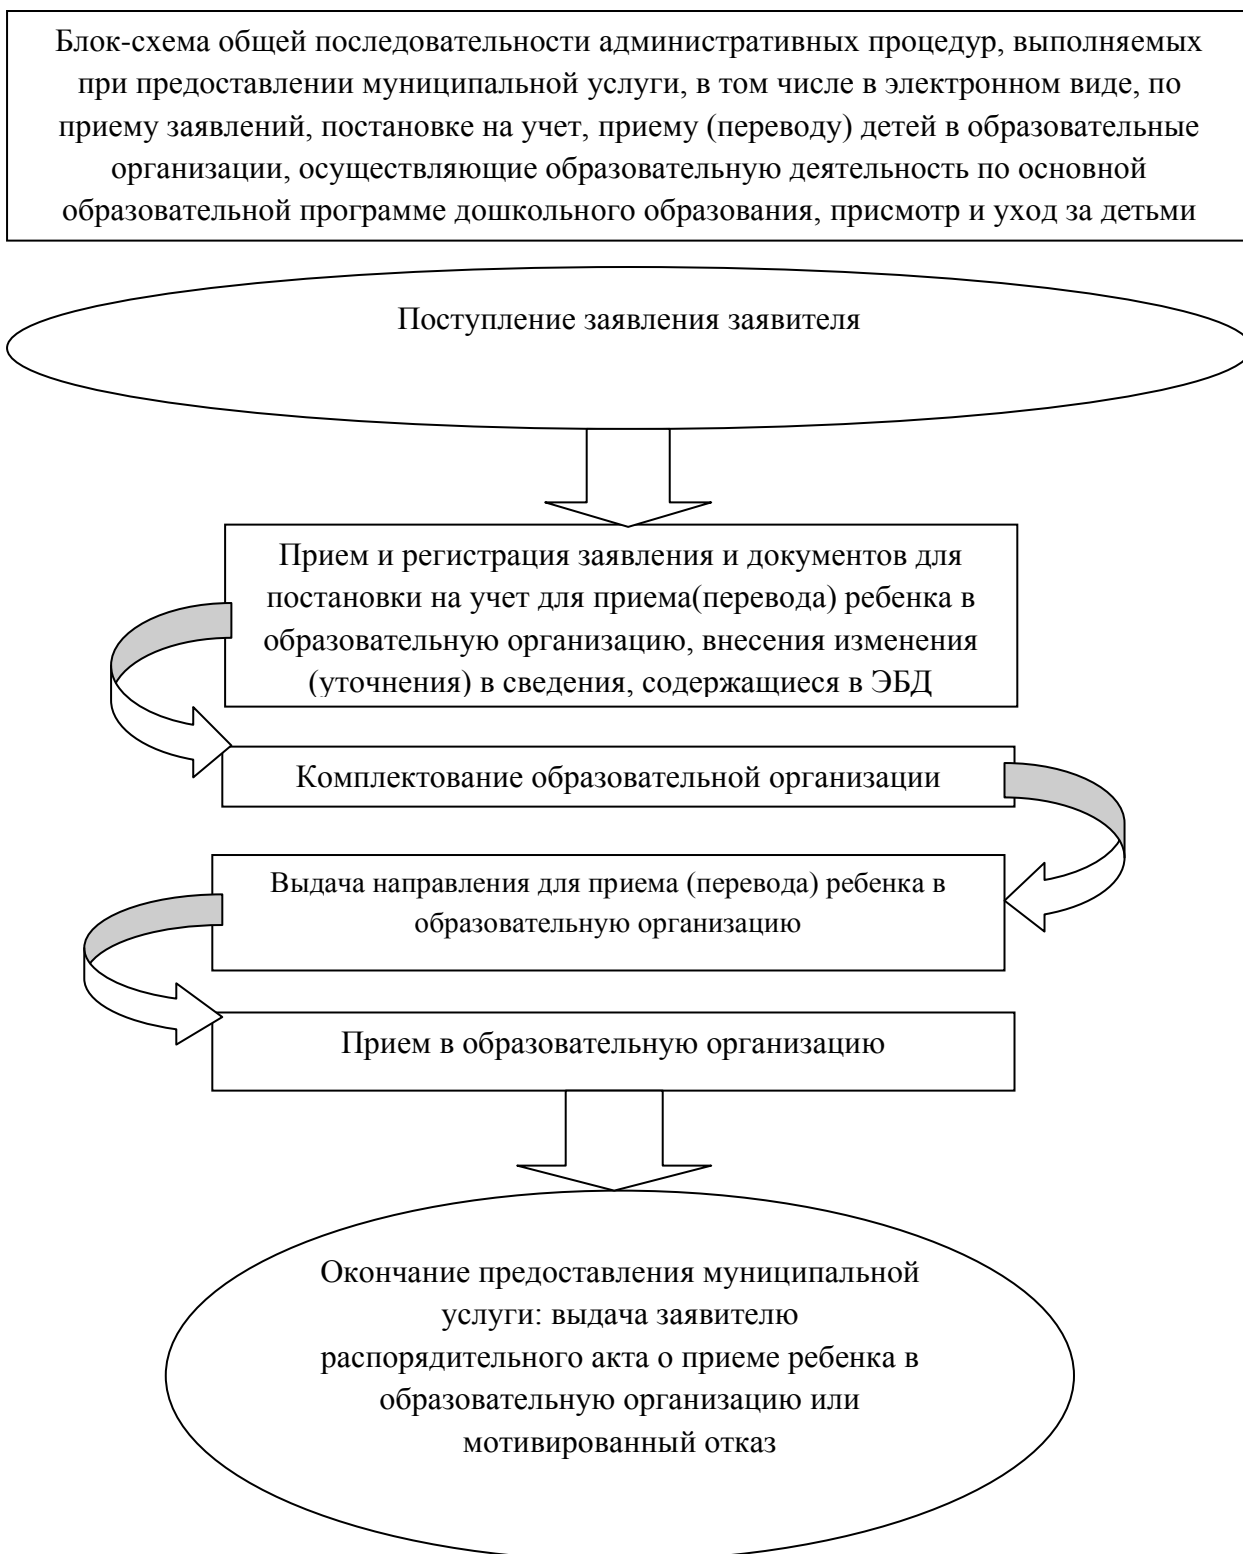 Блок-схема общей последовательности административных процедур, выполняемых
при предоставлении муниципальной услуги, в том числе в электронном виде, по
приему заявлений, постановке на учет, приему (переводу) детей в образовательные
организации, осуществляющие образовательную деятельность по основной
образовательной программе дошкольного образования, присмотр и уход за детьми
Поступление заявления заявителя
Прием и регистрация заявления и документов для
постановки на учет для приема(перевода) ребенка в
образовательную организацию, внесения изменения
(уточнения) в сведения, содержащиеся в ЭБД
Комплектование образовательной организации
Выдача направления для приема (перевода) ребенка в
образовательную организацию
Прием в образовательную организацию
Окончание предоставления муниципальной
услуги: выдача заявителю
распорядительного акта о приеме ребенка в
образовательную организацию или
мотивированный отказ